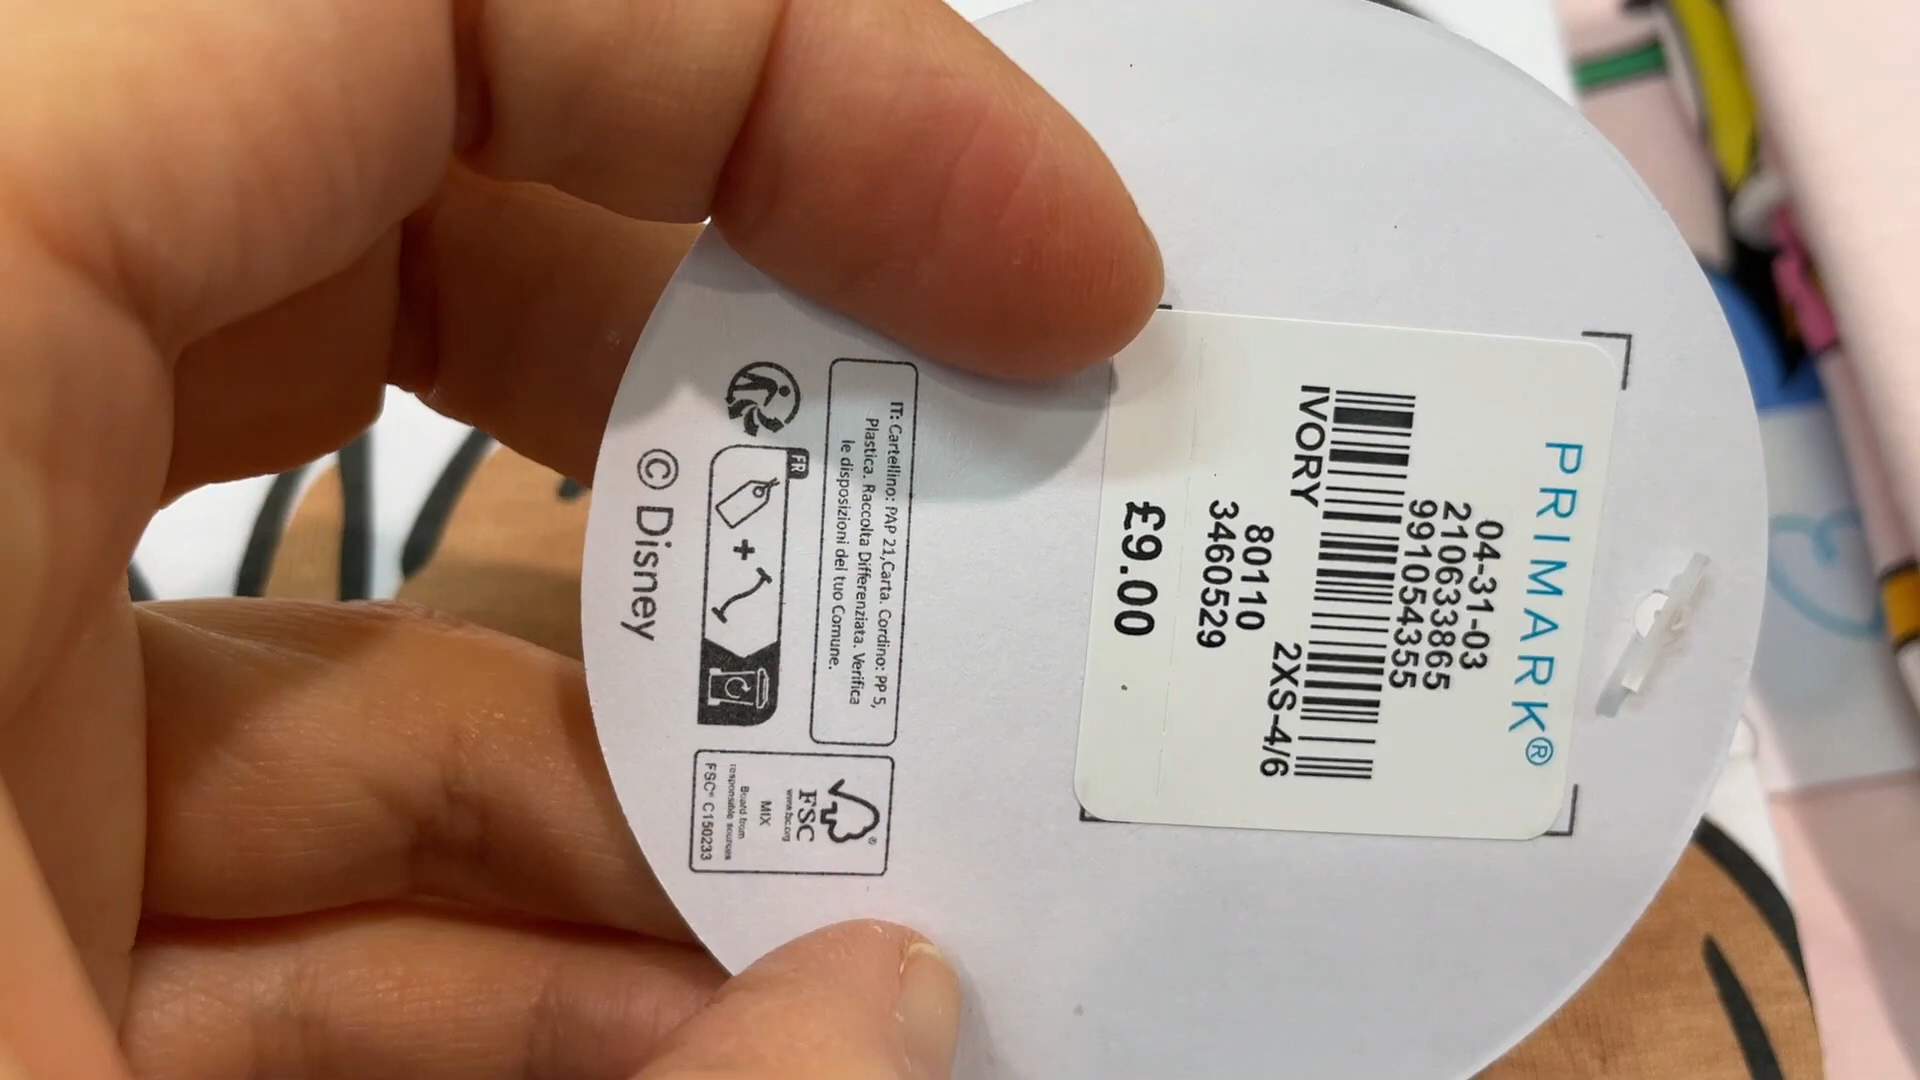 PRIMARK®
04-31-03
210633865
991054355
IVORY
2XS-4/6
80110
3460529
£9.00
IT: Cartellino: PAP 21,Carta. Cordino: PP 5,
Plastica. Raccolta Differenziata. Verifica
le disposizioni del tuo Comune.
FR
+
FSC®
www.fsc.org
MIX
Board from
responsible sources
FSC® C150233
© Disney